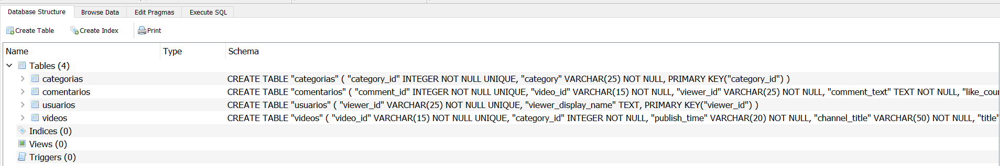 Database Structure Browse Data Edit Pragmas Execute SQL
Create Table Create Index Print
Name Type Schema
Tables (4)
categorias CREATE TABLE "categorias" ( "category_id" INTEGER NOT NULL UNIQUE, "category" VARCHAR(25) NOT NULL, PRIMARY KEY("category_id") )
comentarios CREATE TABLE "comentarios" ( "comment_id" INTEGER NOT NULL UNIQUE, "video_id" VARCHAR(15) NOT NULL, "viewer_id" VARCHAR(25) NOT NULL, "comment_text" TEXT NOT NULL, "like_cou
usuarios CREATE TABLE "usuarios" ( "viewer_id" VARCHAR(25) NOT NULL UNIQUE, "viewer_display_name" TEXT, PRIMARY KEY("viewer_id") )
videos CREATE TABLE "videos" ( "video_id" VARCHAR(15) NOT NULL UNIQUE, "category_id" INTEGER NOT NULL, "publish_time" VARCHAR(20) NOT NULL, "channel_title" VARCHAR(50) NOT NULL, "title"
Indices (0)
Views (0)
Triggers (0)